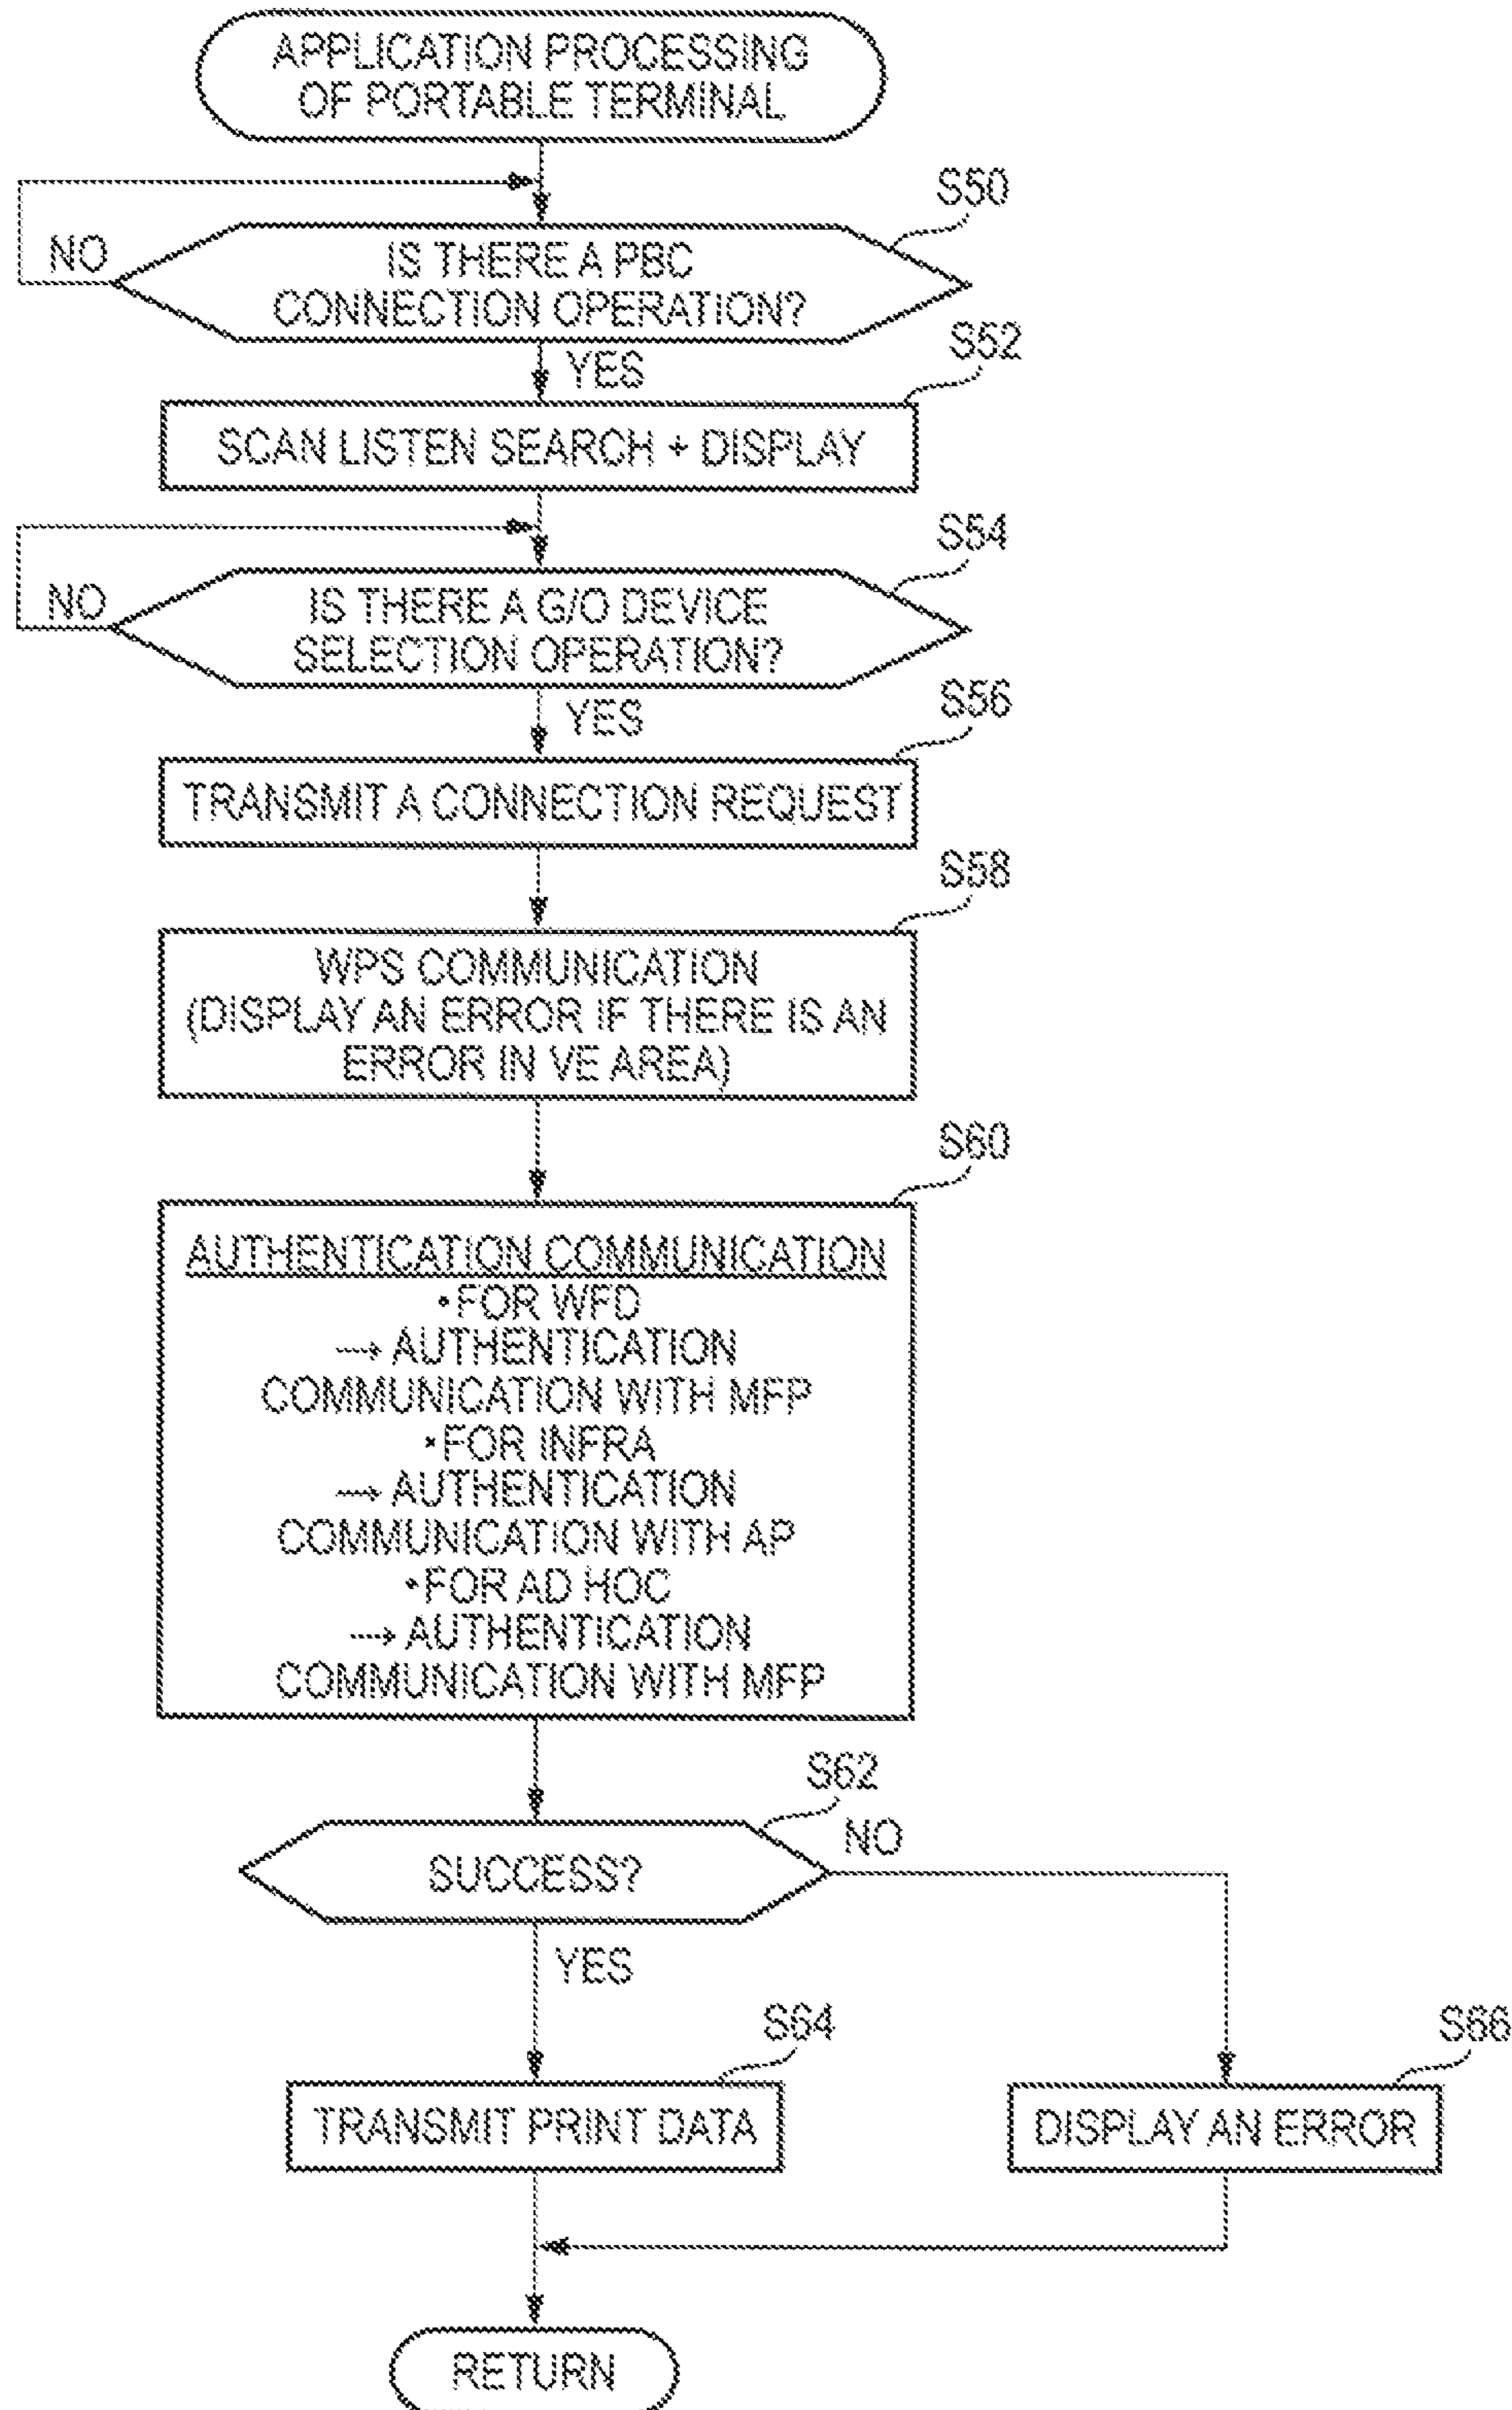 APPLICATION PROCESSING
OF PORTABLE TERMINAL
S50
NO
IS THERE A PBC
CONNECTION OPERATION?
YES
S52
SCAN LISTEN SEARCH + DISPLAY
S54
NO
IS THERE A G/O DEVICE
SELECTION OPERATION?
YES
S56
TRANSMIT A CONNECTION REQUEST
S58
WPS COMMUNICATION
(DISPLAY AN ERROR IF THERE IS AN
ERROR IN VE AREA)
S60
AUTHENTICATION COMMUNICATION
•FOR WFD
→ AUTHENTICATION
COMMUNICATION WITH MFP
•FOR INFRA
→ AUTHENTICATION
COMMUNICATION WITH AP
•FOR AD HOC
→ AUTHENTICATION
COMMUNICATION WITH MFP
S62
SUCCESS?
NO
YES
S64
TRANSMIT PRINT DATA
S66
DISPLAY AN ERROR
RETURN